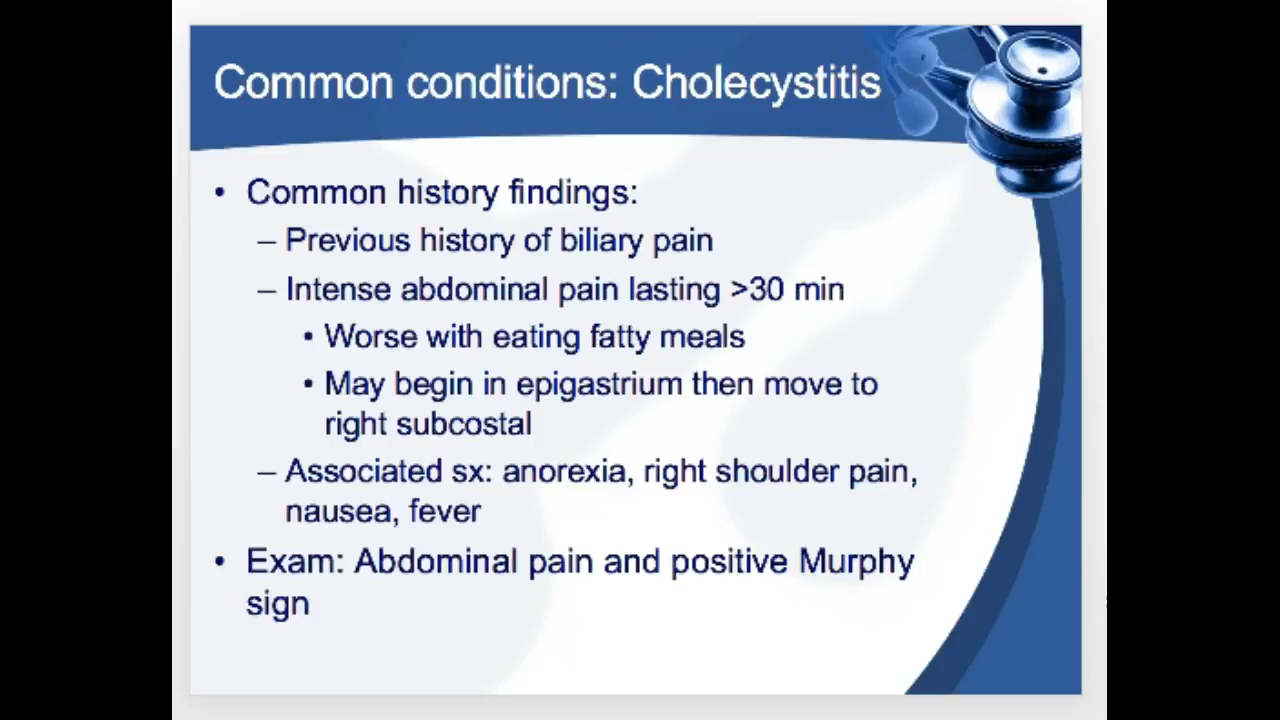 Common conditions: Cholecystitis
• Common history findings:
– Previous history of biliary pain
– Intense abdominal pain lasting >30 min
• Worse with eating fatty meals
• May begin in epigastrium then move to
right subcostal
– Associated sx: anorexia, right shoulder pain,
nausea, fever
• Exam: Abdominal pain and positive Murphy
sign